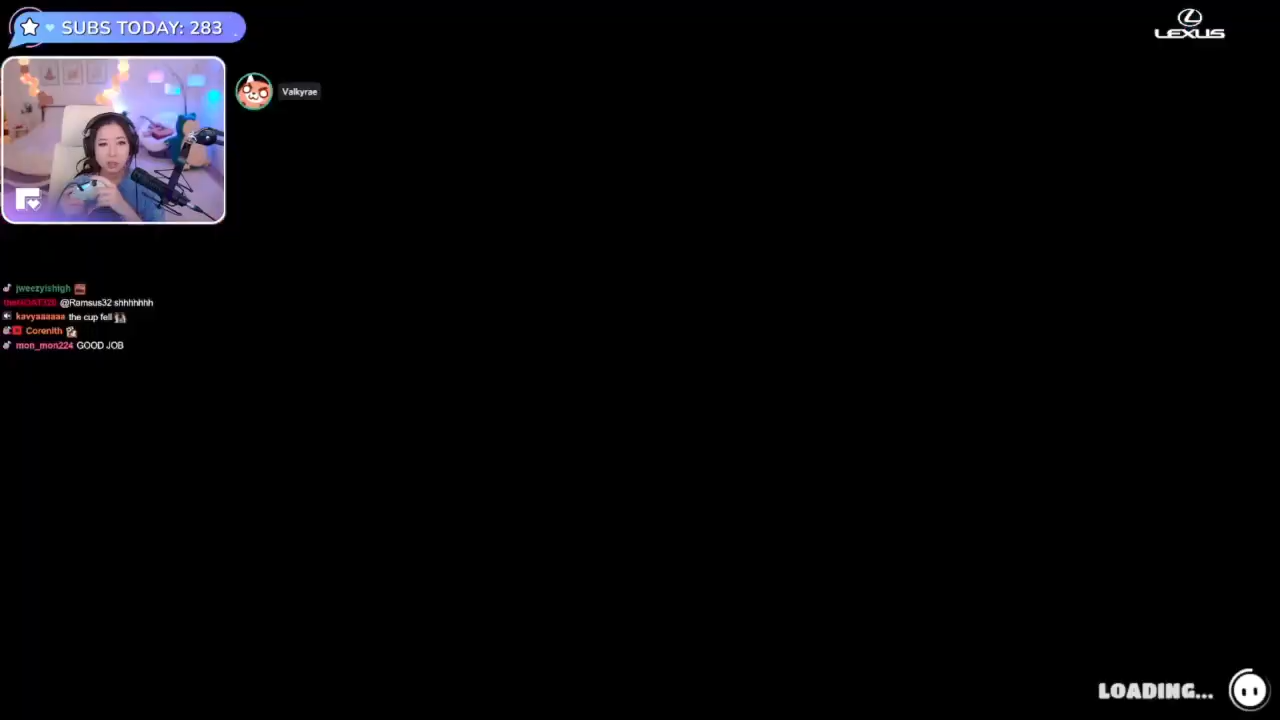 SUBS TODAY: 283
LEXUS
Valkyrae
jweezyishigh
@Ramsus32 shhhhhhh
kavyaaaaaa the cup fell
Corenith
mon_mon224 GOOD JOB
LOADING...